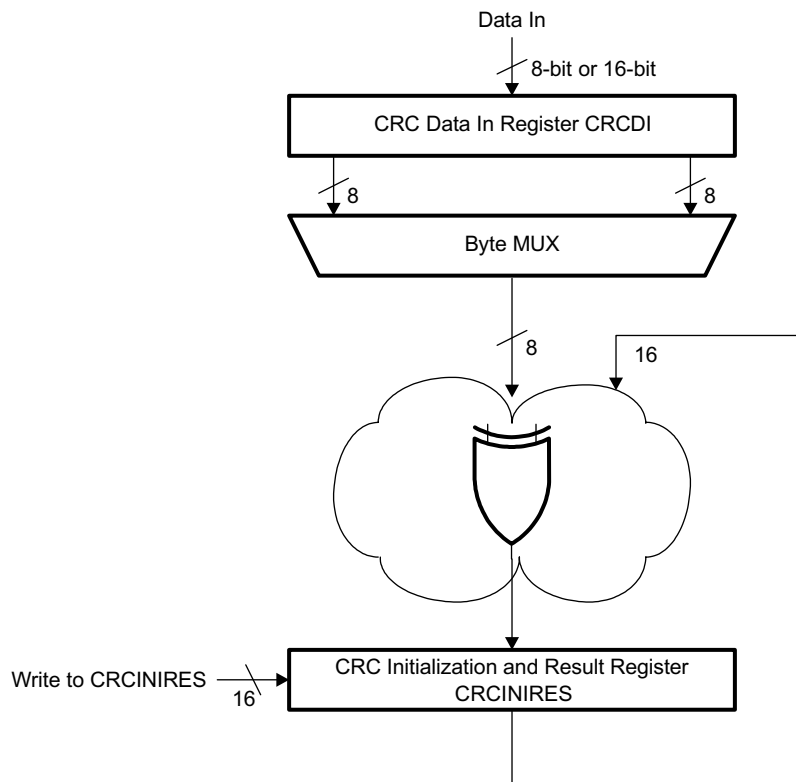 Data In
8-bit or 16-bit
CRC Data In Register CRCDI
8
8
Byte MUX
8
16
CRC Initialization and Result Register
CRCINIRES
Write to CRCINIRES
16